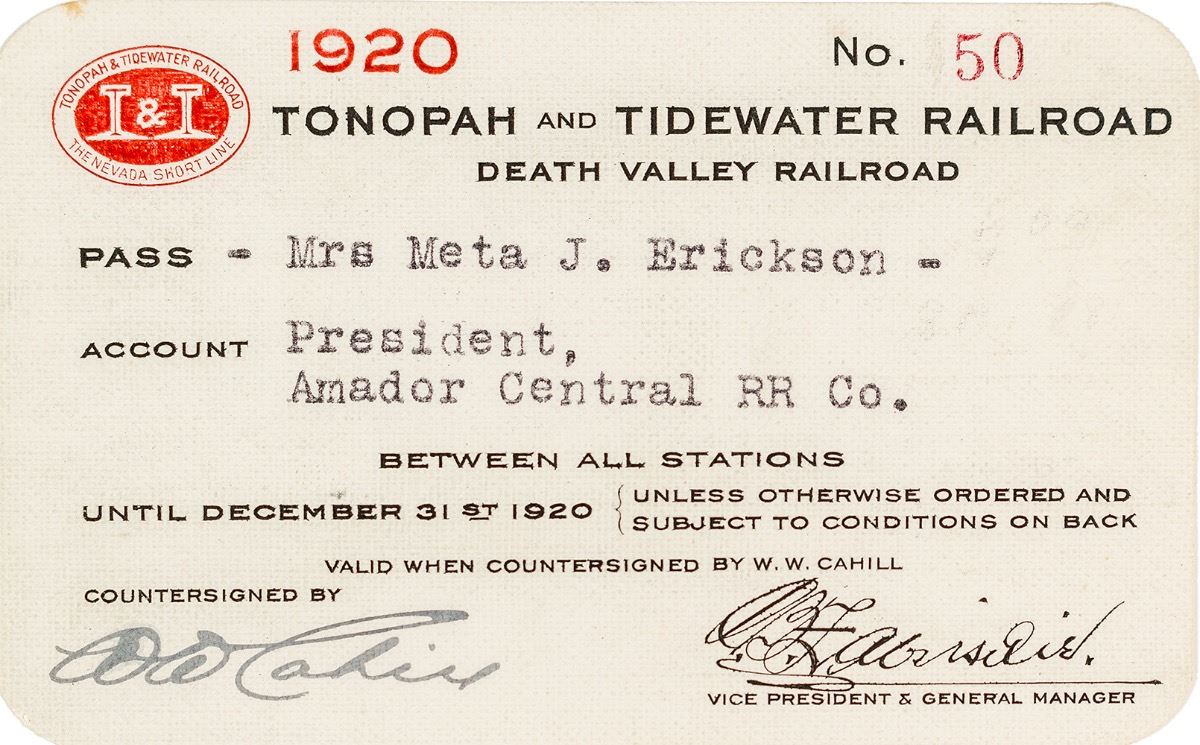 1920
No. 50
TONOPAH & TIDEWATER RAILROAD
T&T
THE NEVADA SHORT LINE
TONOPAH AND TIDEWATER RAILROAD
DEATH VALLEY RAILROAD
PASS - Mrs Meta J. Erickson -
ACCOUNT President,
Amador Central RR Co.
BETWEEN ALL STATIONS
UNTIL DECEMBER 31ST 1920 { UNLESS OTHERWISE ORDERED AND
SUBJECT TO CONDITIONS ON BACK
VALID WHEN COUNTERSIGNED BY W. W. CAHILL
COUNTERSIGNED BY
W W Cahill
VICE PRESIDENT & GENERAL MANAGER